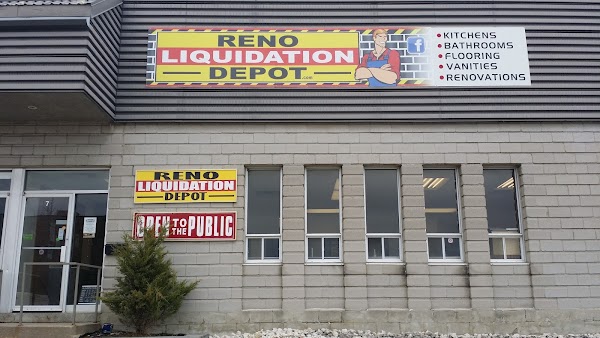 RENO
LIQUIDATION
DEPOT
f
• KITCHENS
• BATHROOMS
• FLOORING
• VANITIES
• RENOVATIONS
RENO
LIQUIDATION
DEPOT
OPEN TO THE PUBLIC
7